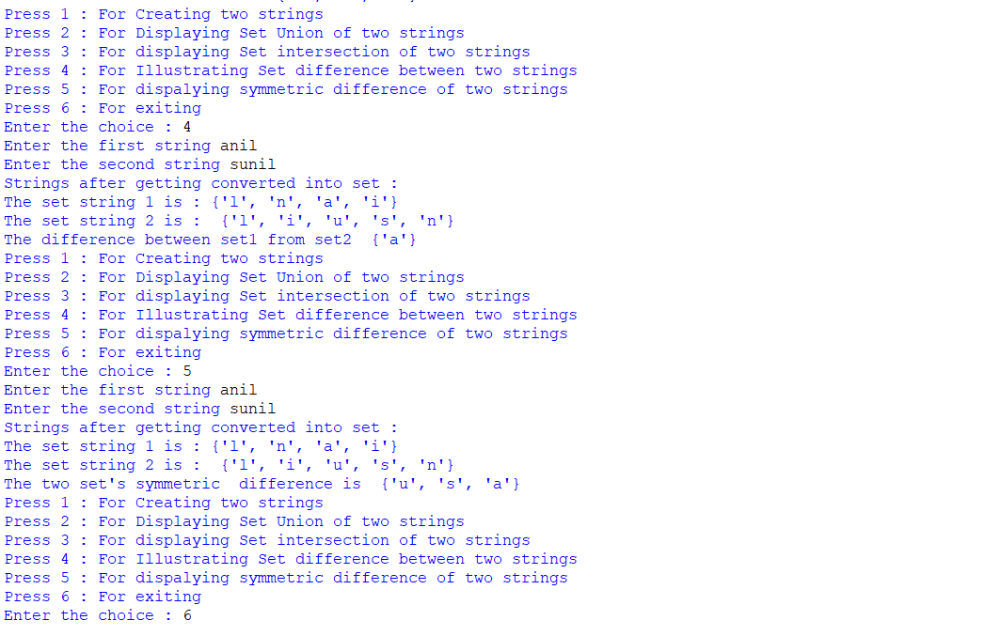 Press 1 : For Creating two strings
Press 2 : For Displaying Set Union of two strings
Press 3 : For displaying Set intersection of two strings
Press 4 : For Illustrating Set difference between two strings
Press 5 : For dispalying symmetric difference of two strings
Press 6 : For exiting
Enter the choice : 4
Enter the first string anil
Enter the second string sunil
Strings after getting converted into set :
The set string 1 is : {'l', 'n', 'a', 'i'}
The set string 2 is :  {'l', 'i', 'u', 's', 'n'}
The difference between set1 from set2  {'a'}
Press 1 : For Creating two strings
Press 2 : For Displaying Set Union of two strings
Press 3 : For displaying Set intersection of two strings
Press 4 : For Illustrating Set difference between two strings
Press 5 : For dispalying symmetric difference of two strings
Press 6 : For exiting
Enter the choice : 5
Enter the first string anil
Enter the second string sunil
Strings after getting converted into set :
The set string 1 is : {'l', 'n', 'a', 'i'}
The set string 2 is :  {'l', 'i', 'u', 's', 'n'}
The two set's symmetric  difference is  {'u', 's', 'a'}
Press 1 : For Creating two strings
Press 2 : For Displaying Set Union of two strings
Press 3 : For displaying Set intersection of two strings
Press 4 : For Illustrating Set difference between two strings
Press 5 : For dispalying symmetric difference of two strings
Press 6 : For exiting
Enter the choice : 6